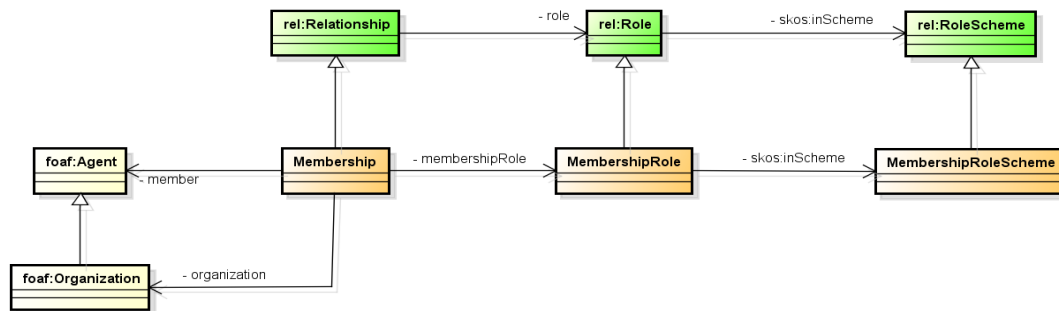 - role
- skos:inScheme
rel:Relationship
rel:Role
rel:RoleScheme
foaf:Agent
Membership
- membershipRole
MembershipRole
- skos:inScheme
MembershipRoleScheme
- member
foaf:Organization
- organization